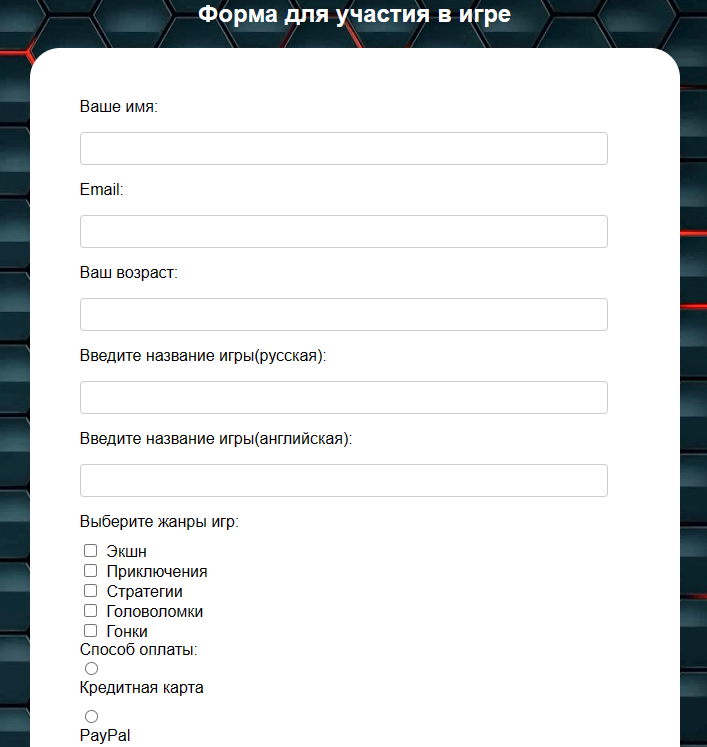 Форма для участия в игре
Ваше имя:
Email:
Ваш возраст:
Введите название игры(русская):
Введите название игры(английская):
Выберите жанры игр:
Экшн
Приключения
Стратегии
Головоломки
Гонки
Способ оплаты:
Кредитная карта
PayPal